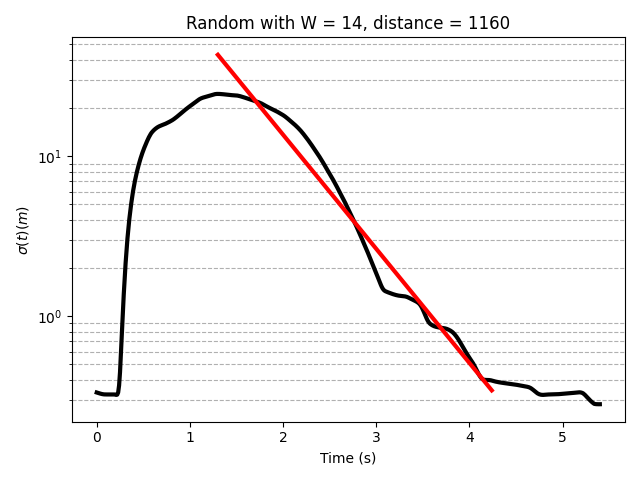 Random with W = 14, distance = 1160
σ(t)(m)
10¹
10⁰
0 1 2 3 4 5
Time (s)